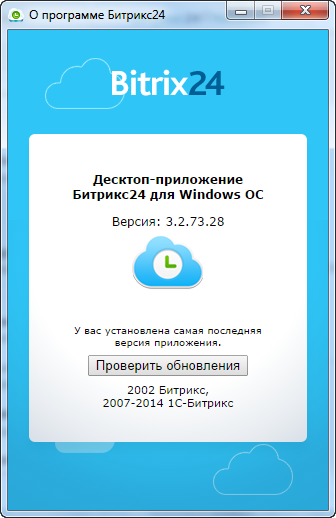 О программе Битрикс24
Bitrix24
Десктоп-приложение
Битрикс24 для Windows ОС
Версия: 3.2.73.28
У вас установлена самая последняя
версия приложения.
Проверить обновления
2002 Битрикс,
2007-2014 1С-Битрикс